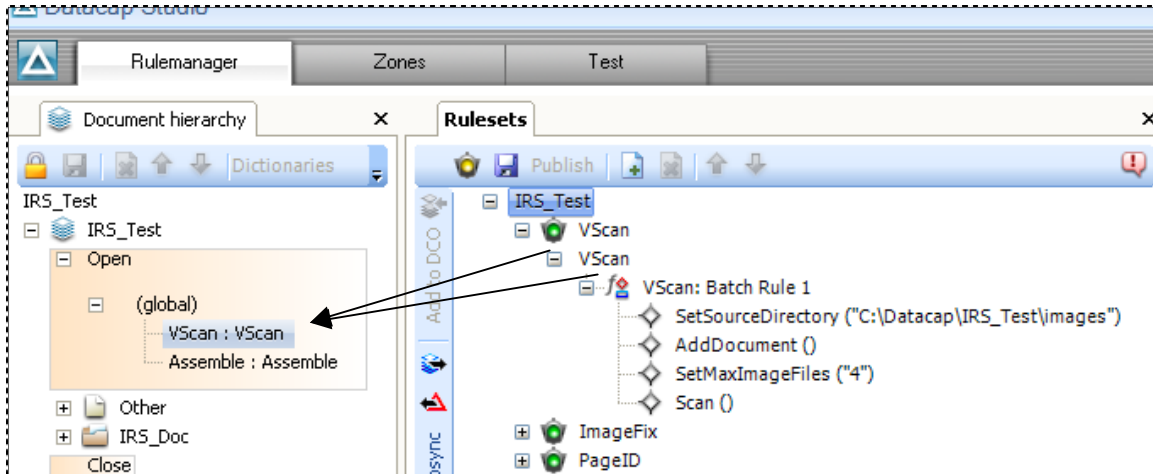 Datacap Studio
Rulemanager
Zones
Test
Document hierarchy
Rulesets
Dictionaries
Publish
IRS_Test
IRS_Test
Open
(global)
VScan : VScan
Assemble : Assemble
Other
IRS_Doc
Close
Add to DCO
osync
IRS_Test
VScan
VScan
VScan: Batch Rule 1
SetSourceDirectory ("C:\Datacap\IRS_Test\images")
AddDocument ()
SetMaxImageFiles ("4")
Scan ()
ImageFix
PageID